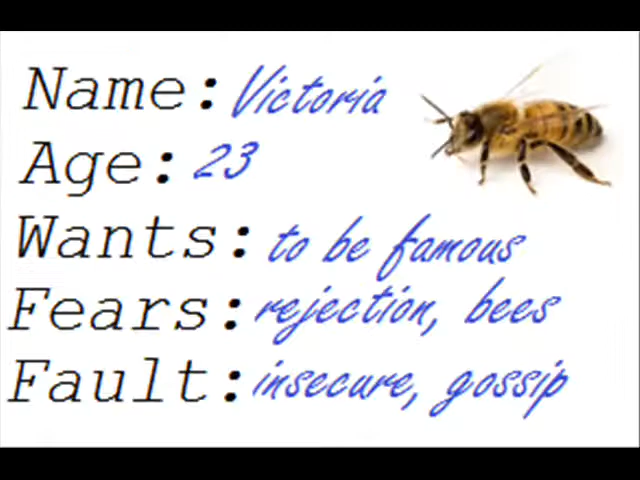 Name: Victoria
Age: 23
Wants: to be famous
Fears: rejection, bees
Fault: insecure, gossip